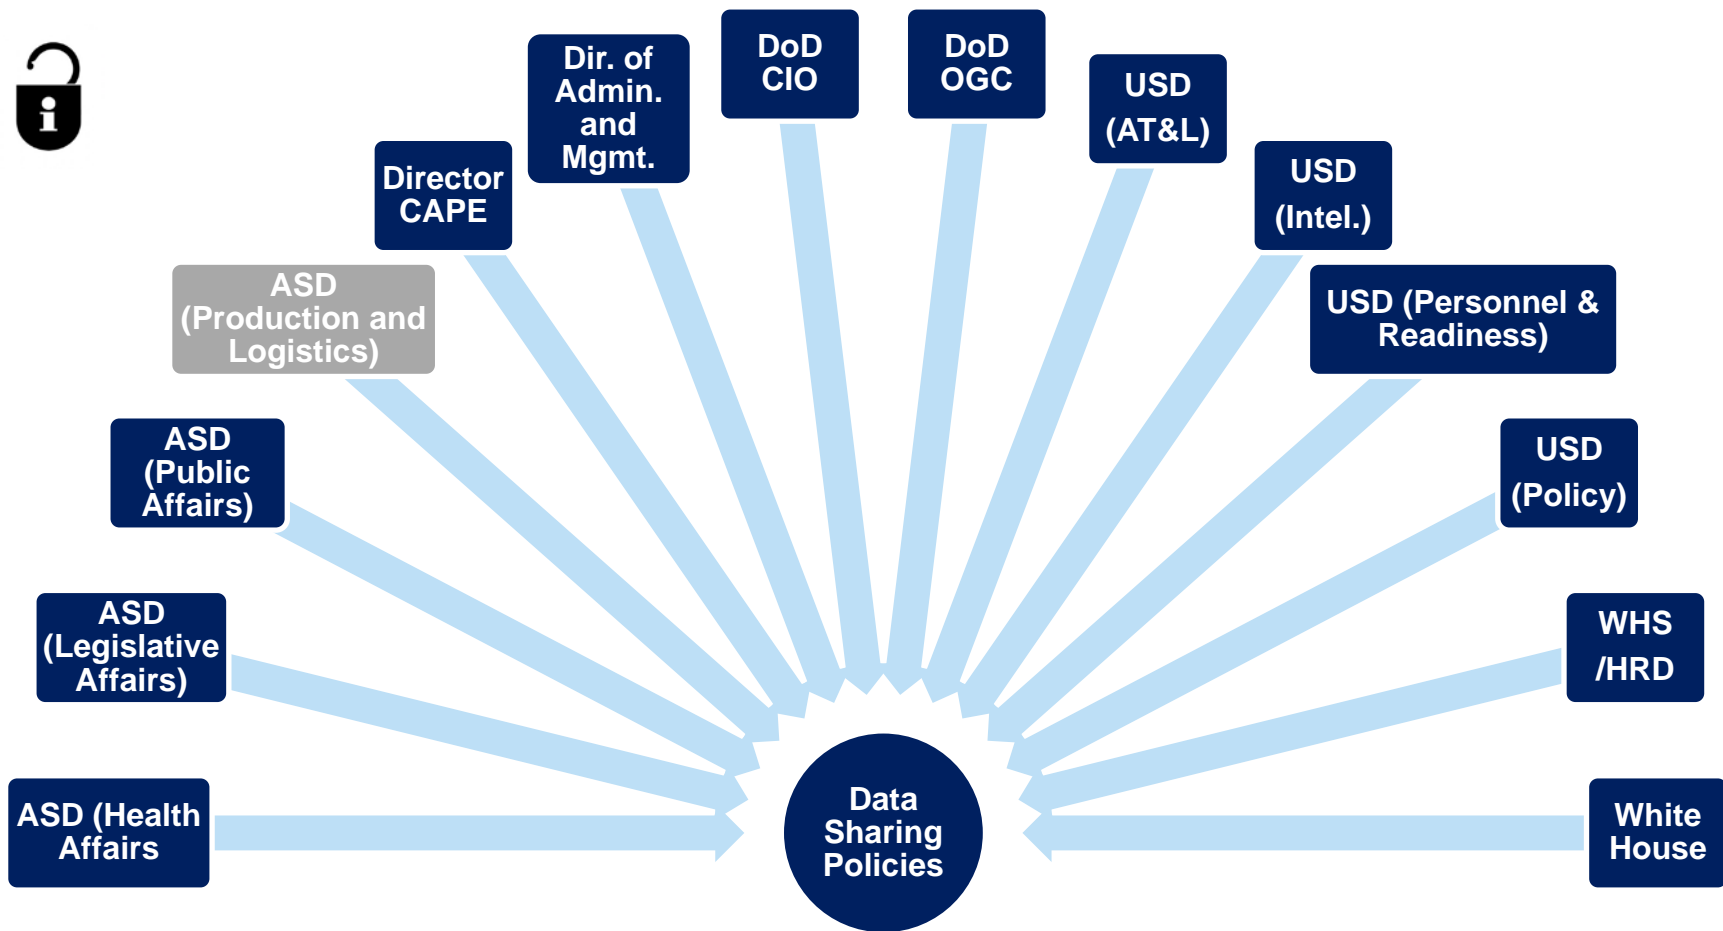 i
Dir. of
Admin.
and
Mgmt.
DoD
CIO
DoD
OGC
USD
(AT&L)
Director
CAPE
USD
(Intel.)
ASD
(Production and
Logistics)
USD (Personnel &
Readiness)
ASD
(Public
Affairs)
USD
(Policy)
ASD
(Legislative
Affairs)
WHS
/HRD
ASD (Health
Affairs
Data
Sharing
Policies
White
House